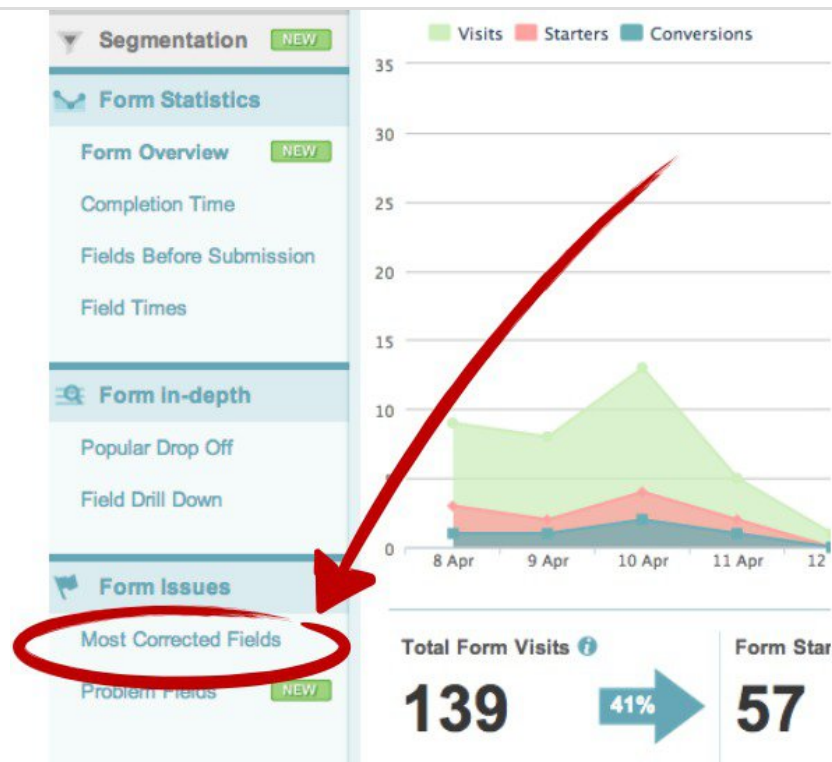 Segmentation NEW
Form Statistics
Form Overview NEW
Completion Time
Fields Before Submission
Field Times
Form In-depth
Popular Drop Off
Field Drill Down
Form Issues
Most Corrected Fields
Problem Fields NEW
Visits Starters Conversions
35
30
25
20
15
10
0
8 Apr 9 Apr 10 Apr 11 Apr 12
Total Form Visits i
139
41%
Form Star
57